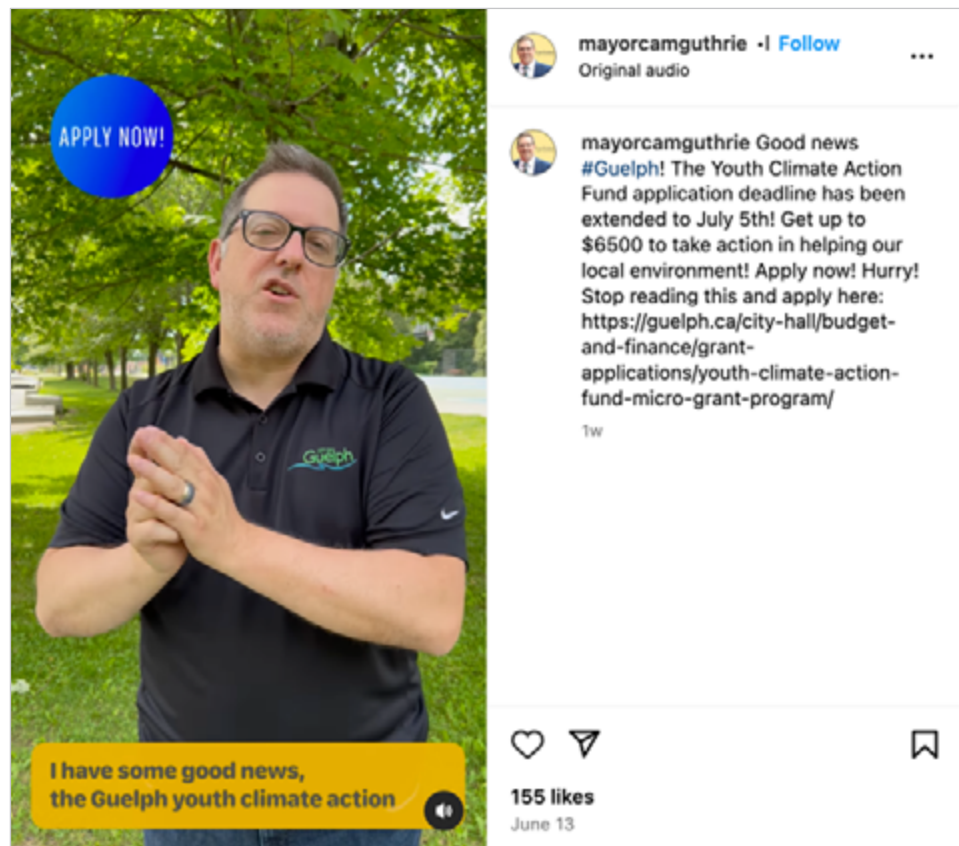 APPLY NOW!
Guelph
I have some good news,
the Guelph youth climate action
mayorcamguthrie • Follow
Original audio
mayorcamguthrie Good news
#Guelph! The Youth Climate Action
Fund application deadline has been
extended to July 5th! Get up to
$6500 to take action in helping our
local environment! Apply now! Hurry!
Stop reading this and apply here:
https://guelph.ca/city-hall/budget-
and-finance/grant-
applications/youth-climate-action-
fund-micro-grant-program/
1w
155 likes
June 13